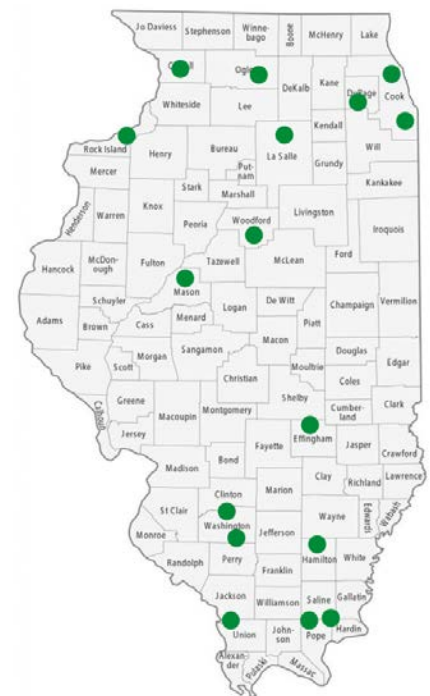 Jo Daviess
Stephenson
Winne-
bago
Boone
McHenry
Lake
Ogle
DeKalb
Kane
DuPage
Cook
Whiteside
Lee
Kendall
Will
Rock Island
Henry
Bureau
La Salle
Grundy
Put-
nam
Mercer
Stark
Marshall
Kankakee
Henderson
Warren
Knox
Peoria
Woodford
Livingston
Iroquois
Hancock
McDon-
ough
Fulton
Tazewell
McLean
Ford
Mason
Schuyler
Logan
De Witt
Champaign
Vermilion
Adams
Brown
Cass
Menard
Piatt
Macon
Pike
Scott
Morgan
Sangamon
Douglas
Edgar
Moultrie
Coles
Christian
Shelby
Greene
Macoupin
Montgomery
Cumber-
land
Clark
Jersey
Effingham
Fayette
Jasper
Crawford
Bond
Madison
Clay
Richland
Lawrence
Clinton
Marion
St Clair
Washington
Wayne
Edwards
Wabash
Monroe
Jefferson
Randolph
Perry
Hamilton
White
Franklin
Jackson
Williamson
Saline
Gallatin
Union
John-
son
Pope
Hardin
Alexan-
der
Pulaski
Massac